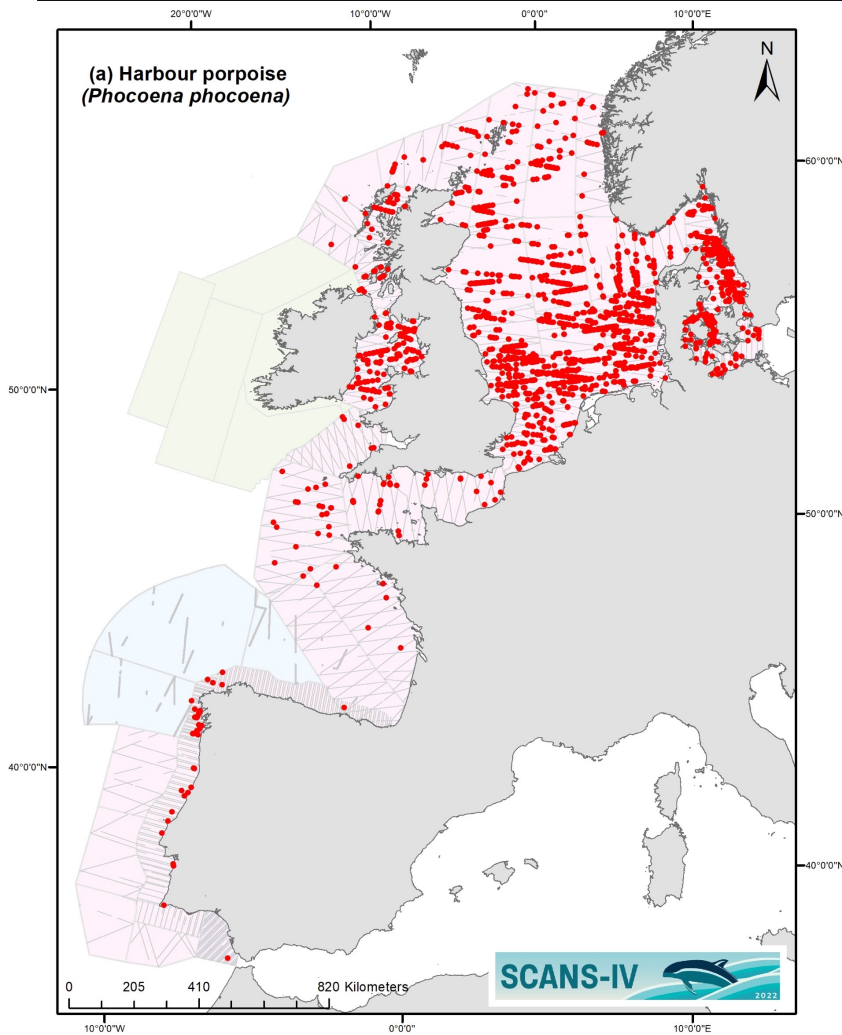 20°0'0"W
10°0'0"W
0°0'0"
10°0'0"E
(a) Harbour porpoise
(Phocoena phocoena)
N
60°0'0"N
50°0'0"N
50°0'0"N
40°0'0"N
40°0'0"N
SCANS-IV
2022
0
205
410
820 Kilometers
10°0'0"W
0°0'0"
10°0'0"E